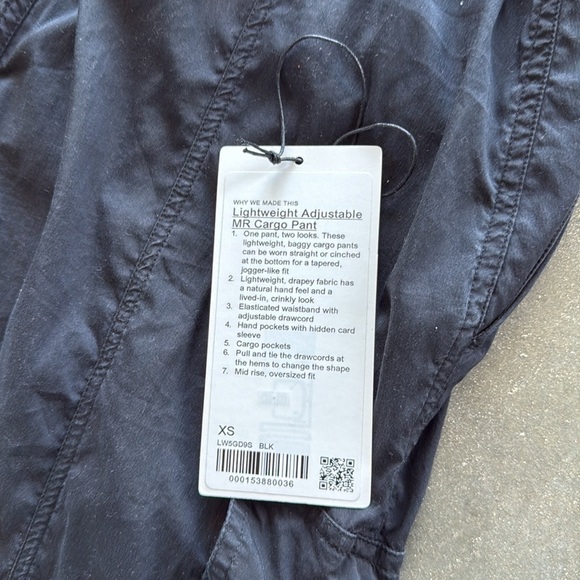 WHY WE MADE THIS
Lightweight Adjustable
MR Cargo Pant
1. One pant, two looks. These
lightweight, baggy cargo pants
can be worn straight or cinched
at the bottom for a tapered,
jogger-like fit
2. Lightweight, drapey fabric has
a natural hand feel and a
lived-in, crinkly look
3. Elasticated waistband with
adjustable drawcord
4. Hand pockets with hidden card
sleeve
5. Cargo pockets
6. Pull and tie the drawcords at
the hems to change the shape
7. Mid rise, oversized fit
XS
LW5GD9S BLK
000153880036